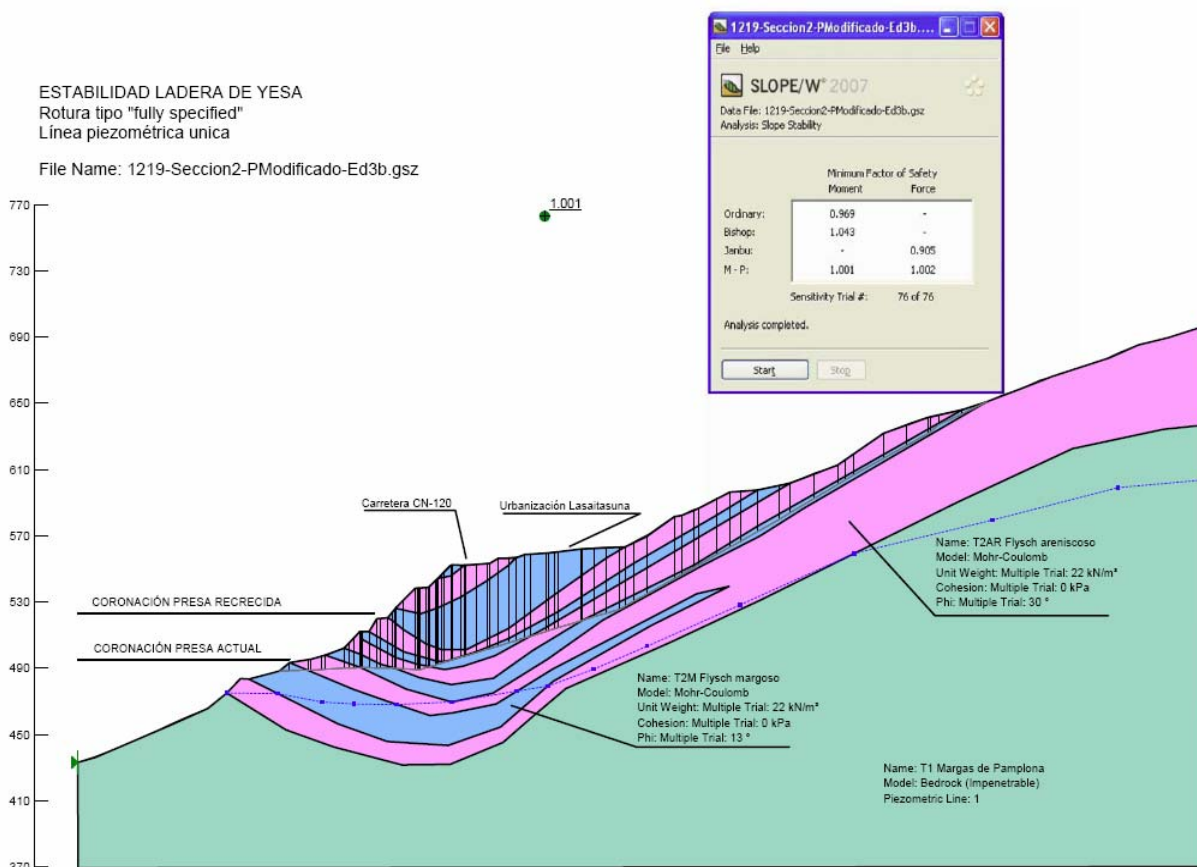 ESTABILIDAD LADERA DE YESA
Rotura tipo "fully specified"
Línea piezométrica unica
File Name: 1219-Seccion2-PModificado-Ed3b.gsz
1219-Seccion2-PModificado-Ed3b....
File Help
SLOPE/W® 2007
Data File: 1219-Seccion2-PModificado-Ed3b.gsz
Analysis: Slope Stability
Minimum Factor of Safety
Moment Force
Ordinary: 0.969 -
Bishop: 1.043 -
Janbu: - 0.905
M - P: 1.001 1.002
Sensitivity Trial #: 76 of 76
Analysis completed.
Start Stop
1.001
770
730
690
650
610
570
530
490
450
410
370
Carretera CN-120
Urbanización Lasaitasuna
CORONACIÓN PRESA RECRECIDA
CORONACIÓN PRESA ACTUAL
Name: T2AR Flysch areniscoso
Model: Mohr-Coulomb
Unit Weight: Multiple Trial: 22 kN/m³
Cohesion: Multiple Trial: 0 kPa
Phi: Multiple Trial: 30 °
Name: T2M Flysch margoso
Model: Mohr-Coulomb
Unit Weight: Multiple Trial: 22 kN/m³
Cohesion: Multiple Trial: 0 kPa
Phi: Multiple Trial: 13 °
Name: T1 Margas de Pamplona
Model: Bedrock (Impenetrable)
Piezometric Line: 1